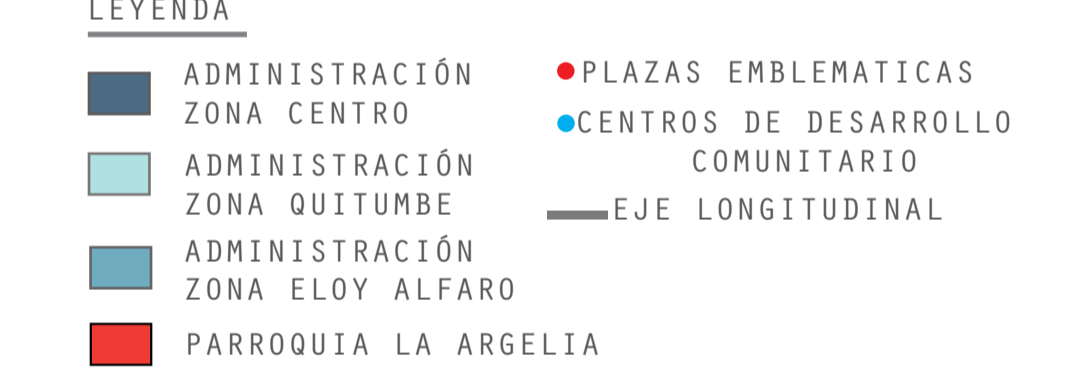 LEYENDA
ADMINISTRACIÓN
ZONA CENTRO
ADMINISTRACIÓN
ZONA QUITUMBE
ADMINISTRACIÓN
ZONA ELOY ALFARO
PARROQUIA LA ARGELIA
PLAZAS EMBLEMATICAS
CENTROS DE DESARROLLO
COMUNITARIO
EJE LONGITUDINAL